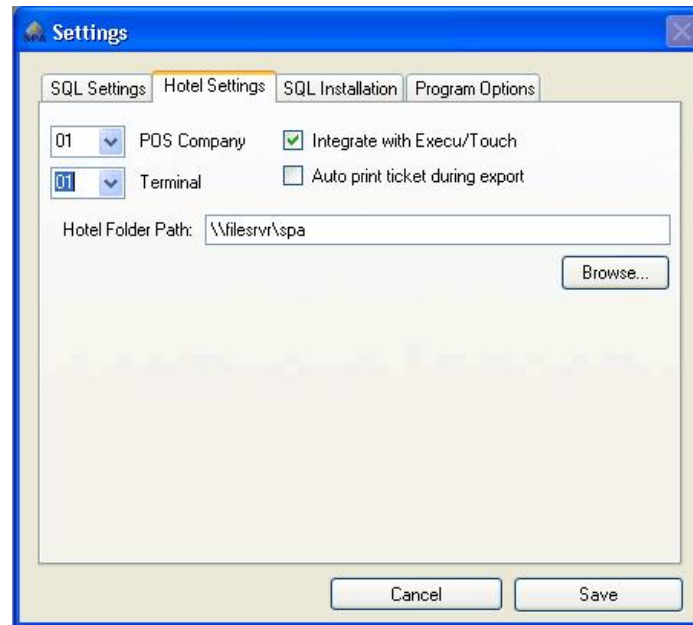 SPA Settings
SQL Settings Hotel Settings SQL Installation Program Options
01 POS Company Integrate with Execu/Touch
01 Terminal Auto print ticket during export
Hotel Folder Path: \\filesrvr\spa
Browse...
Cancel Save